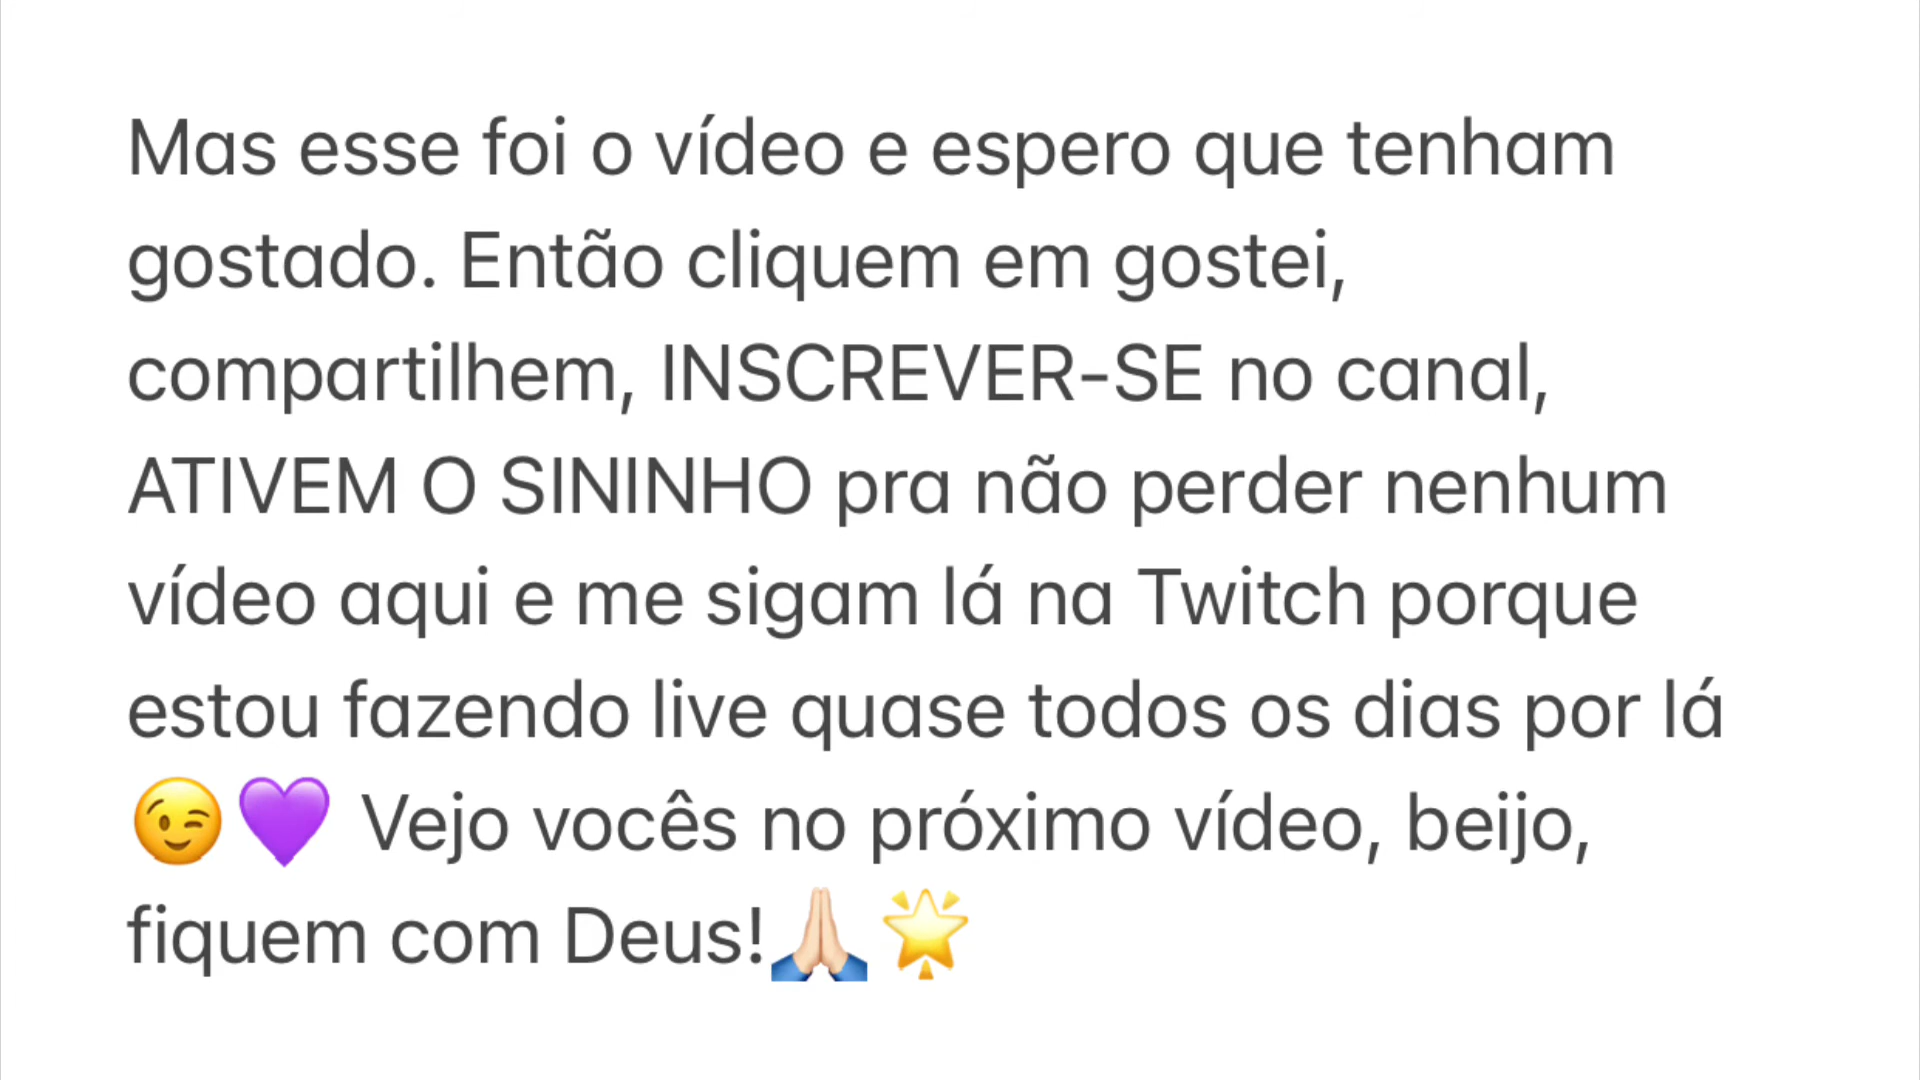 Mas esse foi o vídeo e espero que tenham
gostado. Então cliquem em gostei,
compartilhem, INSCREVER-SE no canal,
ATIVEM O SININHO pra não perder nenhum
vídeo aqui e me sigam lá na Twitch porque
estou fazendo live quase todos os dias por lá
😉💜 Vejo vocês no próximo vídeo, beijo,
fiquem com Deus!🙏🏻🌟